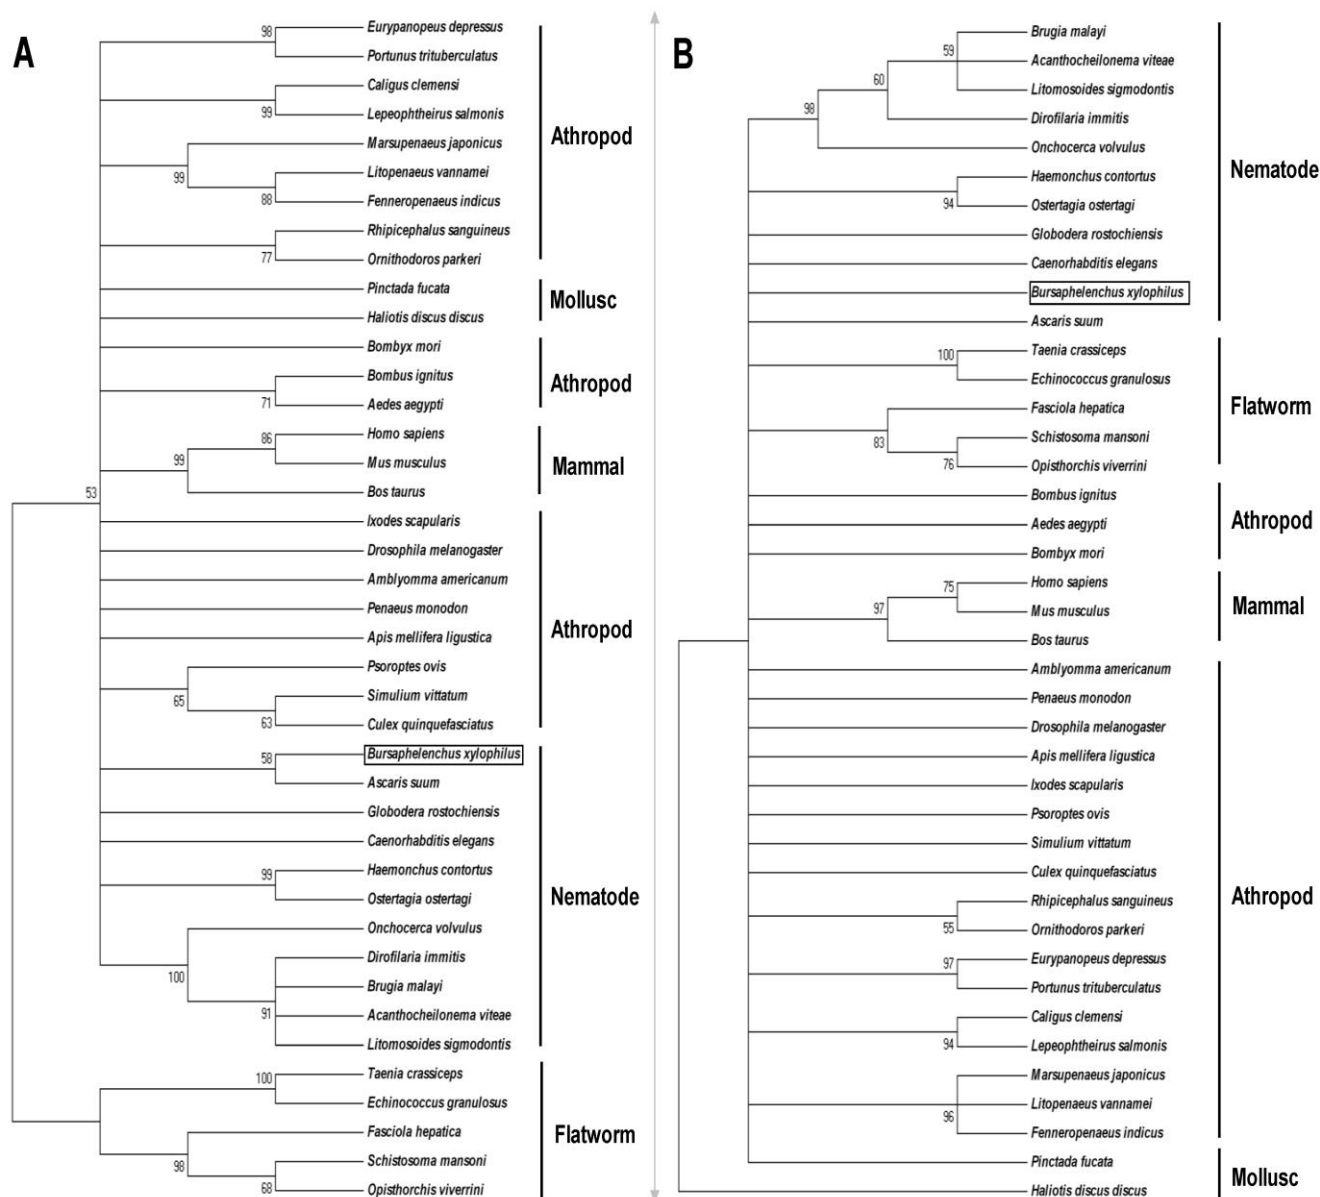 A
98
Eurypanopeus depressus
Portunus trituberculatus
Caligus clemensi
99
Lepeophtheirus salmonis
Marsupenaeus japonicus
99
Litopenaeus vannamei
88
Fenneropenaeus indicus
Rhipicephalus sanguineus
77
Ornithodoros parkeri
Athropod
Pinctada fucata
Haliotis discus discus
Mollusc
Bombyx mori
Bombus ignitus
71
Aedes aegypti
Athropod
86
Homo sapiens
99
Mus musculus
Bos taurus
Mammal
53
Ixodes scapularis
Drosophila melanogaster
Amblyomma americanum
Penaeus monodon
Apis mellifera ligustica
Psoroptes ovis
65
Simulium vittatum
63
Culex quinquefasciatus
Athropod
58
Bursaphelenchus xylophilus
Ascaris suum
Globodera rostochiensis
Caenorhabditis elegans
99
Haemonchus contortus
Ostertagia ostertagi
Onchocerca volvulus
100
Dirofilaria immitis
Brugia malayi
91
Acanthocheilonema viteae
Litomosoides sigmodontis
Nematode
100
Taenia crassiceps
Echinococcus granulosus
Fasciola hepatica
98
Schistosoma mansoni
68
Opisthorchis viverrini
Flatworm
B
Brugia malayi
59
Acanthocheilonema viteae
60
Litomosoides sigmodontis
98
Dirofilaria immitis
Onchocerca volvulus
Haemonchus contortus
94
Ostertagia ostertagi
Globodera rostochiensis
Caenorhabditis elegans
Bursaphelenchus xylophilus
Ascaris suum
Nematode
100
Taenia crassiceps
Echinococcus granulosus
Fasciola hepatica
83
Schistosoma mansoni
76
Opisthorchis viverrini
Flatworm
Bombus ignitus
Aedes aegypti
Bombyx mori
Athropod
75
Homo sapiens
97
Mus musculus
Bos taurus
Mammal
Amblyomma americanum
Penaeus monodon
Drosophila melanogaster
Apis mellifera ligustica
Ixodes scapularis
Psoroptes ovis
Simulium vittatum
Culex quinquefasciatus
Rhipicephalus sanguineus
55
Ornithodoros parkeri
97
Eurypanopeus depressus
Portunus trituberculatus
Caligus clemensi
94
Lepeophtheirus salmonis
Marsupenaeus japonicus
Litopenaeus vannamei
96
Fenneropenaeus indicus
Athropod
Pinctada fucata
Haliotis discus discus
Mollusc